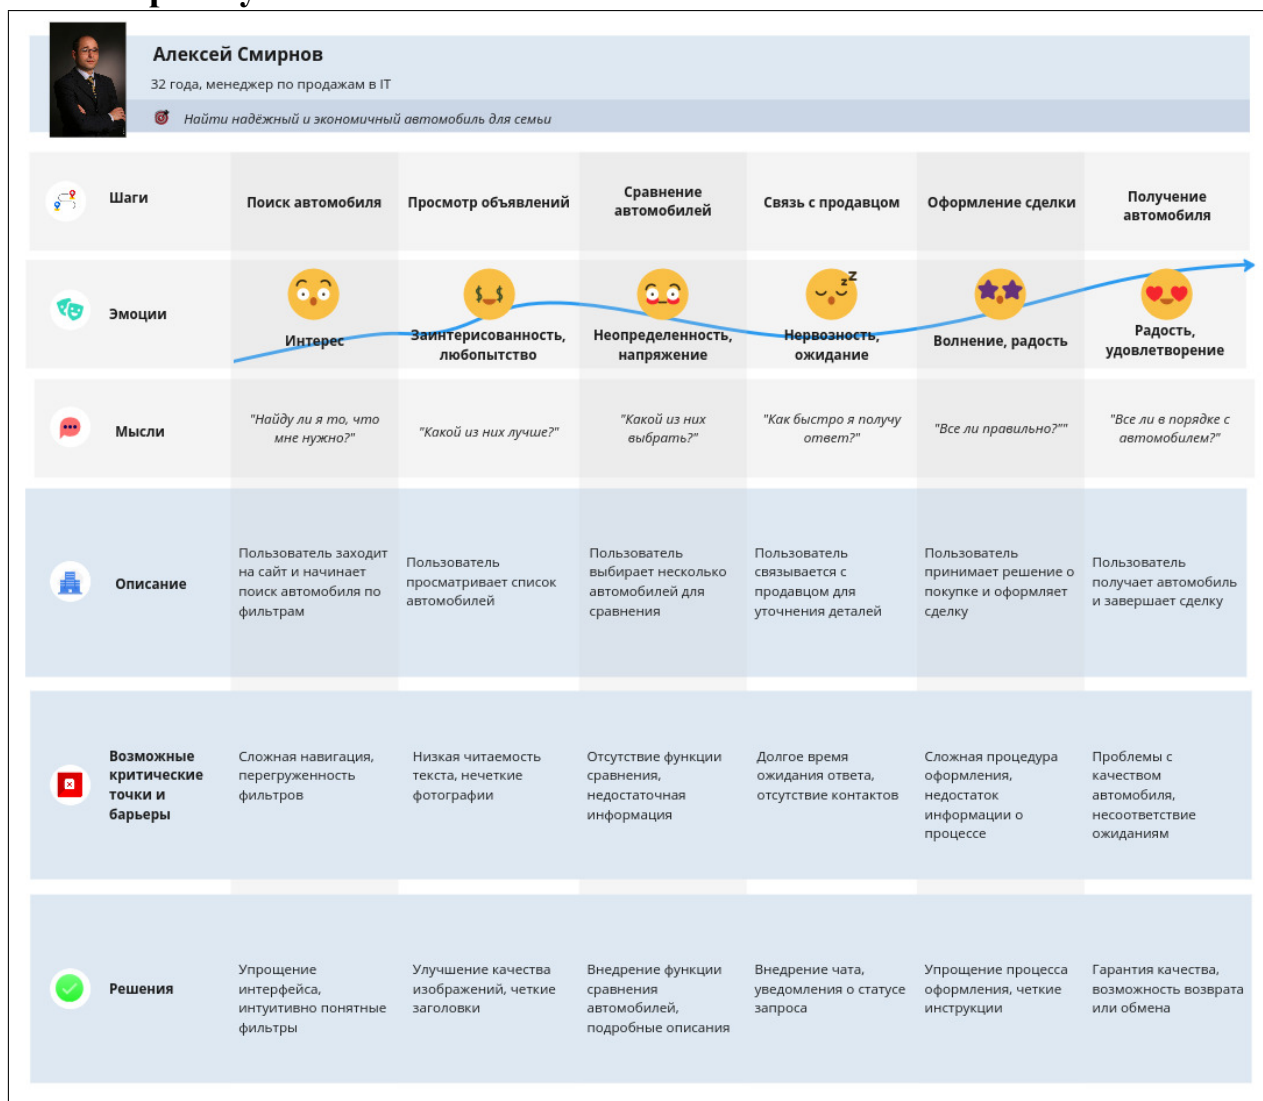 Алексей Смирнов
32 года, менеджер по продажам в IT
Найти надёжный и экономичный автомобиль для семьи
Шаги
Поиск автомобиля
Просмотр объявлений
Сравнение
автомобилей
Связь с продавцом
Оформление сделки
Получение
автомобиля
Эмоции
Интерес
Заинтерисованность,
любопытство
Неопределенность,
напряжение
z
Z
Нервозность,
ожидание
Волнение, радость
Радость,
удовлетворение
Мысли
"Найду ли я то, что
мне нужно?"
"Какой из них лучше?"
"Какой из них
выбрать?"
"Как быстро я получу
ответ?"
"Все ли правильно?""
"Все ли в порядке с
автомобилем?"
Описание
Пользователь заходит
на сайт и начинает
поиск автомобиля по
фильтрам
Пользователь
просматривает список
автомобилей
Пользователь
выбирает несколько
автомобилей для
сравнения
Пользователь
связывается с
продавцом для
уточнения деталей
Пользователь
принимает решение о
покупке и оформляет
сделку
Пользователь
получает автомобиль
и завершает сделку
Возможные
критические
точки и
барьеры
Сложная навигация,
перегруженность
фильтров
Низкая читаемость
текста, нечеткие
фотографии
Отсутствие функции
сравнения,
недостаточная
информация
Долгое время
ожидания ответа,
отсутствие контактов
Сложная процедура
оформления,
недостаток
информации о
процессе
Проблемы с
качеством
автомобиля,
несоответствие
ожиданиям
Решения
Упрощение
интерфейса,
интуитивно понятные
фильтры
Улучшение качества
изображений, четкие
заголовки
Внедрение функции
сравнения
автомобилей,
подробные описания
Внедрение чата,
уведомления о статусе
запроса
Упрощение процесса
оформления, четкие
инструкции
Гарантия качества,
возможность возврата
или обмена